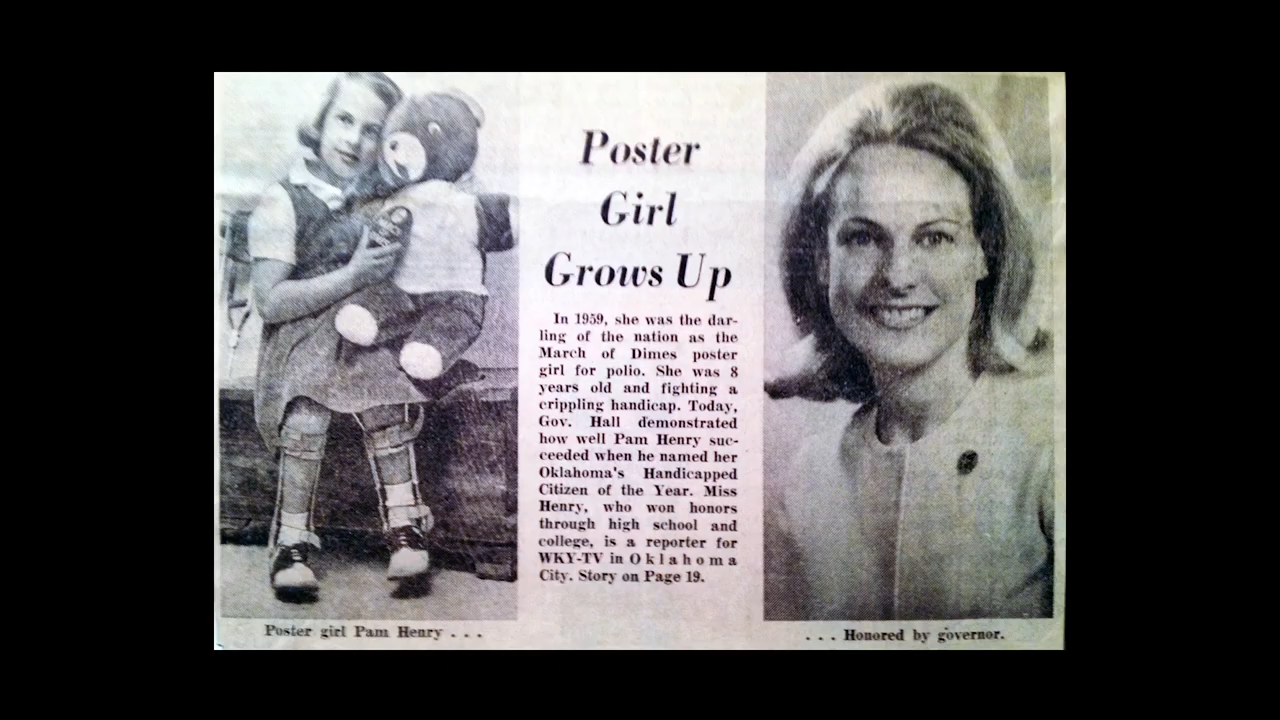 Poster
Girl
Grows Up
In 1959, she was the dar-
ling of the nation as the
March of Dimes poster
girl for polio. She was 8
years old and fighting a
crippling handicap. Today,
Gov. Hall demonstrated
how well Pam Henry suc-
ceeded when he named her
Oklahoma's Handicapped
Citizen of the Year. Miss
Henry, who won honors
through high school and
college, is a reporter for
WKY-TV in Oklahoma
City. Story on Page 19.
Poster girl Pam Henry . . .
. . . Honored by governor.